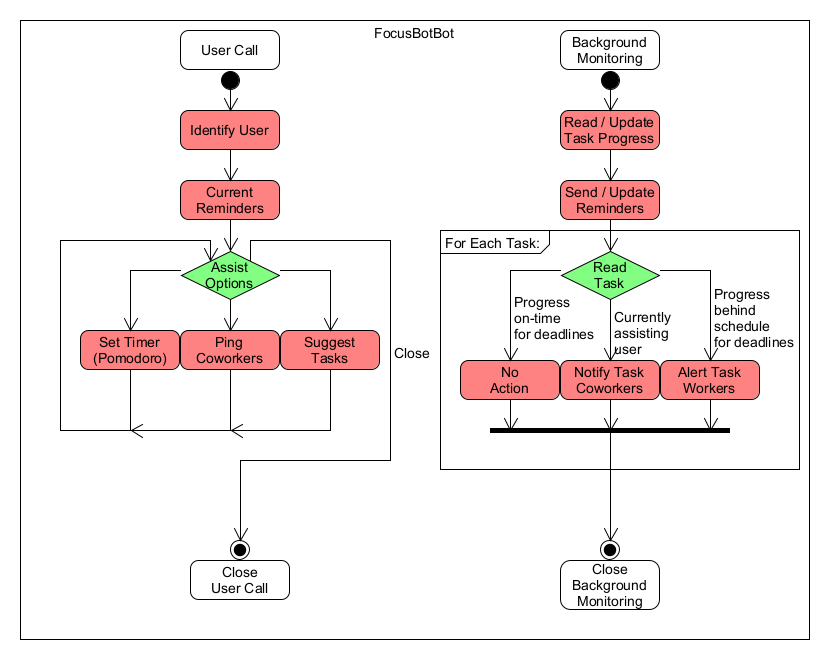 FocusBotBot
User Call
Identify User
Current
Reminders
Assist
Options
Set Timer
(Pomodoro)
Ping
Coworkers
Suggest
Tasks
Close
Close
User Call
Background
Monitoring
Read / Update
Task Progress
Send / Update
Reminders
For Each Task:
Read
Task
Progress
on-time
for deadlines
Currently
assisting
user
Progress
behind
schedule
for deadlines
No
Action
Notify Task
Coworkers
Alert Task
Workers
Close
Background
Monitoring